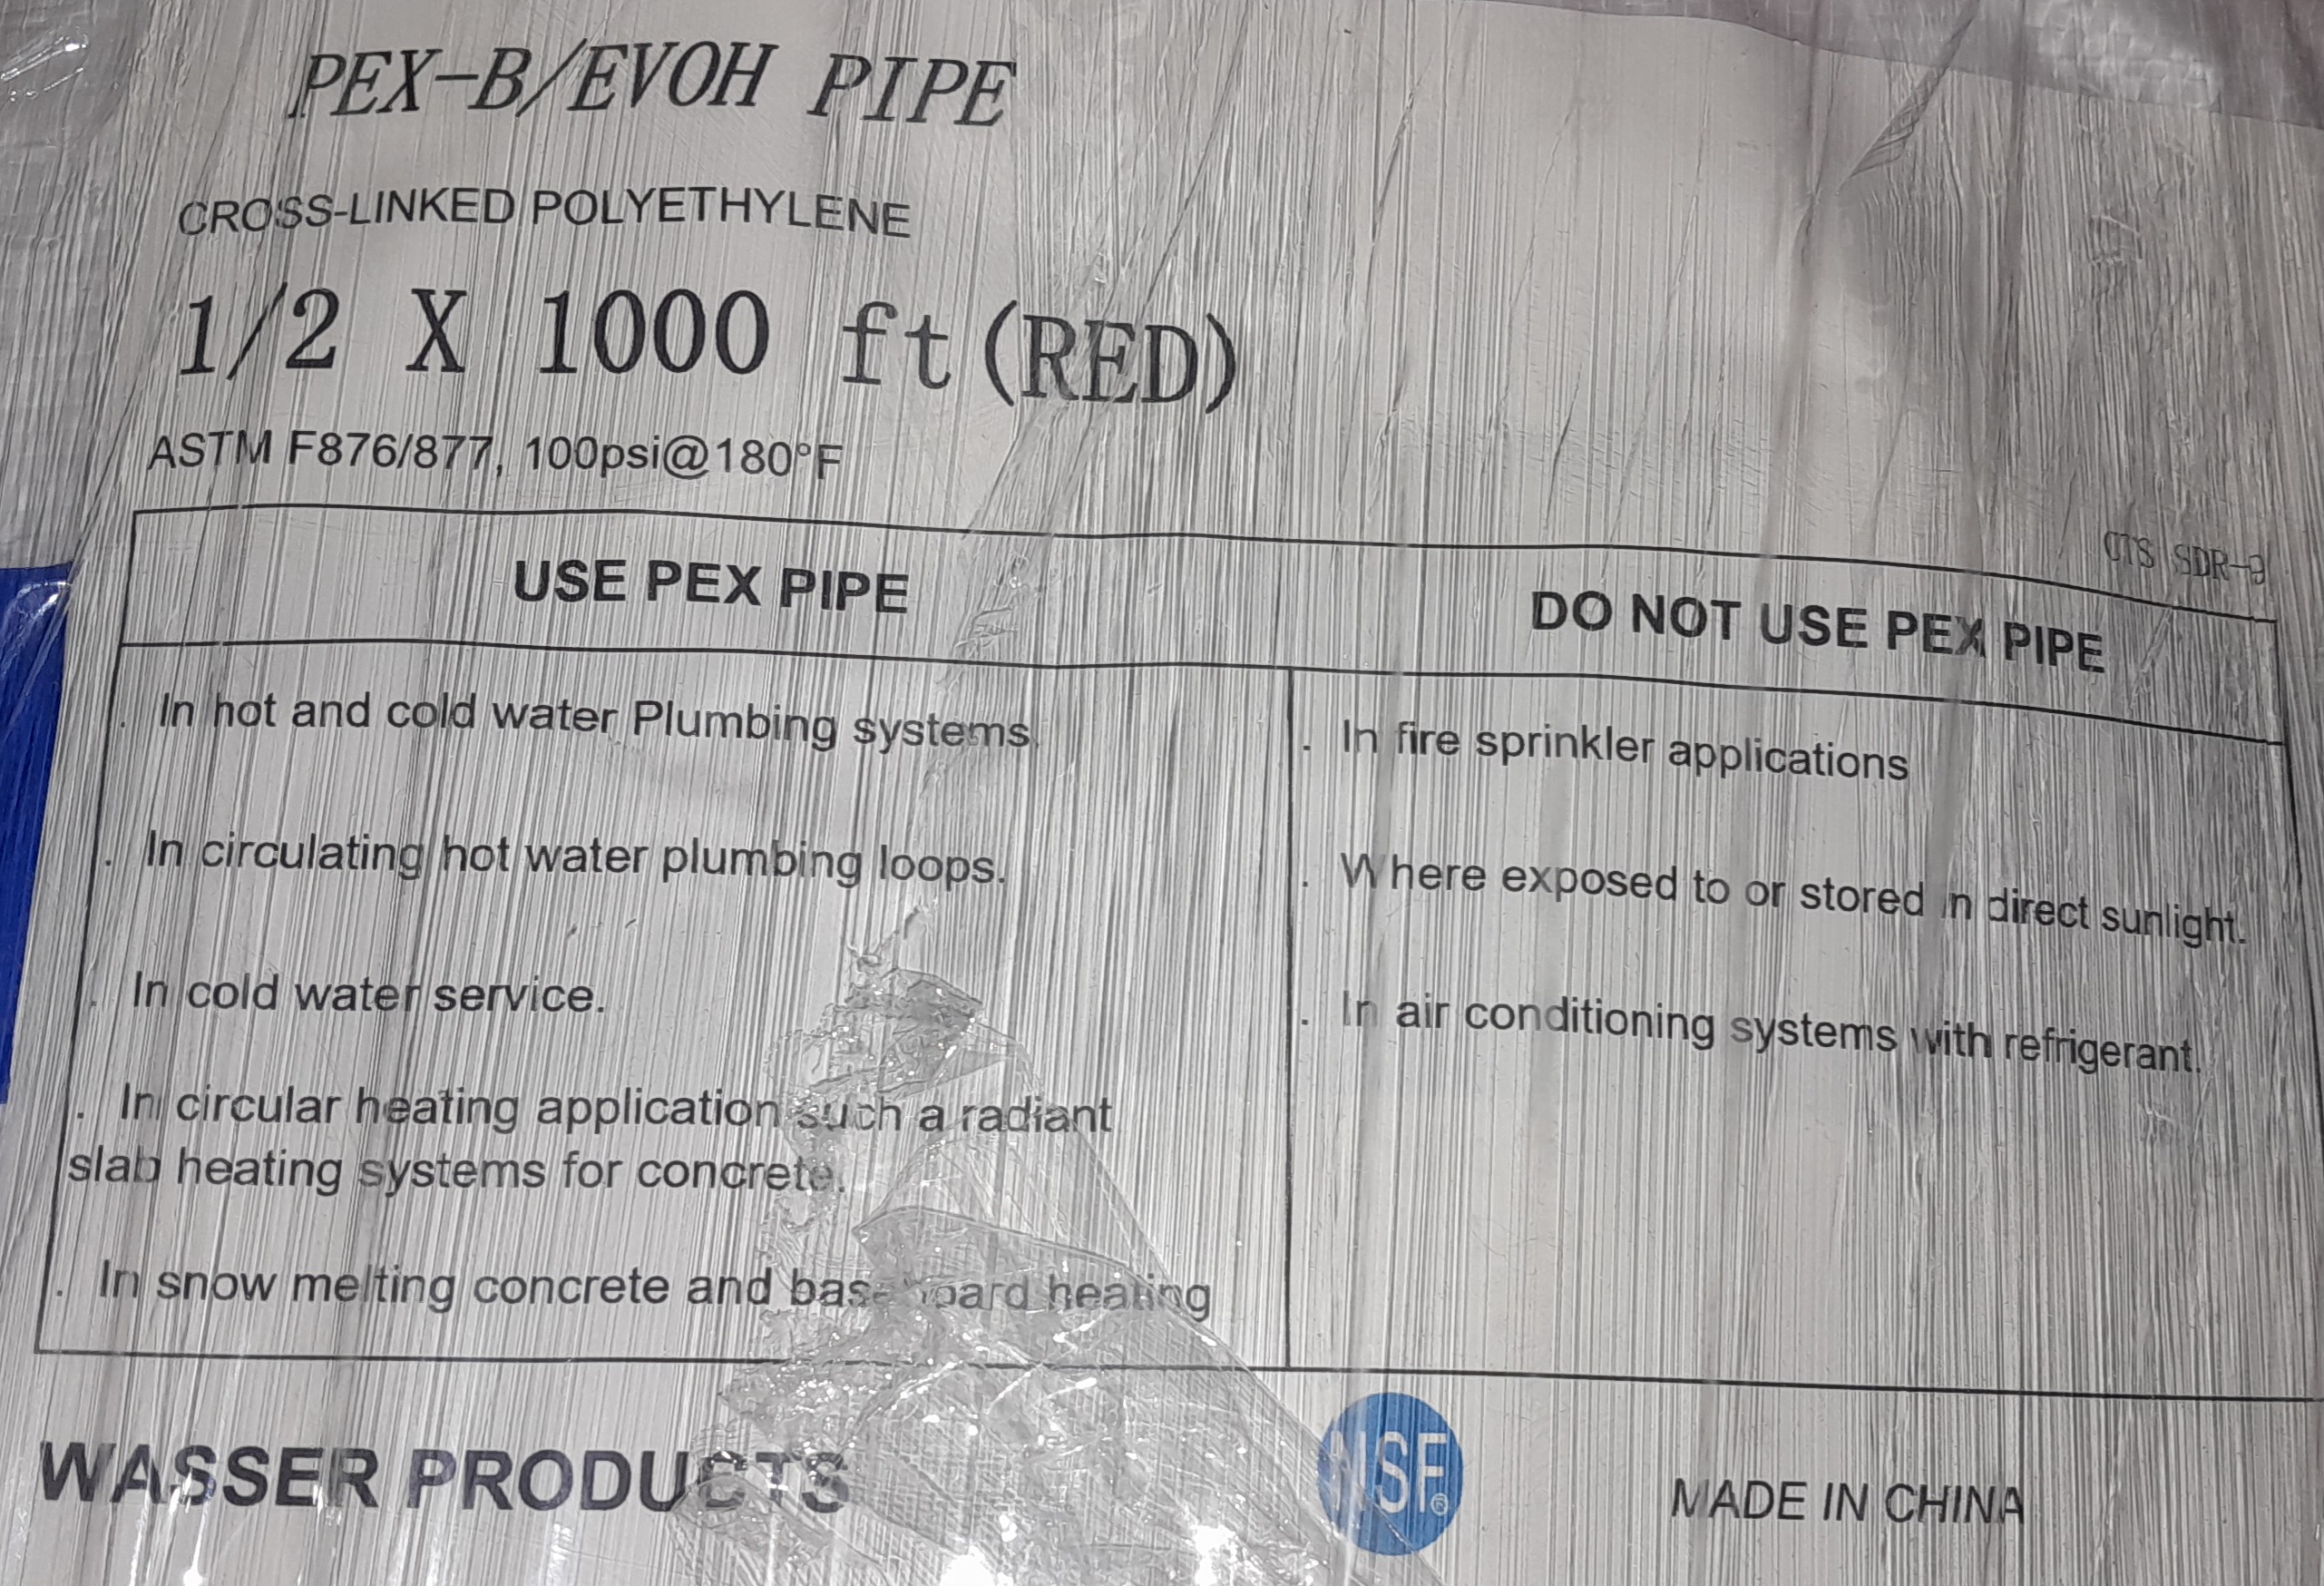 PEX-B/EVOH PIPE
CROSS-LINKED POLYETHYLENE
1/2 X 1000 ft (RED)
ASTM F876/877, 100psi@180°F
CTS SDR-9
USE PEX PIPE
. In hot and cold water Plumbing systems.
. In circulating hot water plumbing loops.
. In cold water service.
. In circular heating application such a radiant
slab heating systems for concrete.
. In snow melting concrete and base board heating
DO NOT USE PEX PIPE
. In fire sprinkler applications
. Where exposed to or stored in direct sunlight.
. In air conditioning systems with refrigerant.
WASSER PRODUCTS
NSF®
MADE IN CHINA